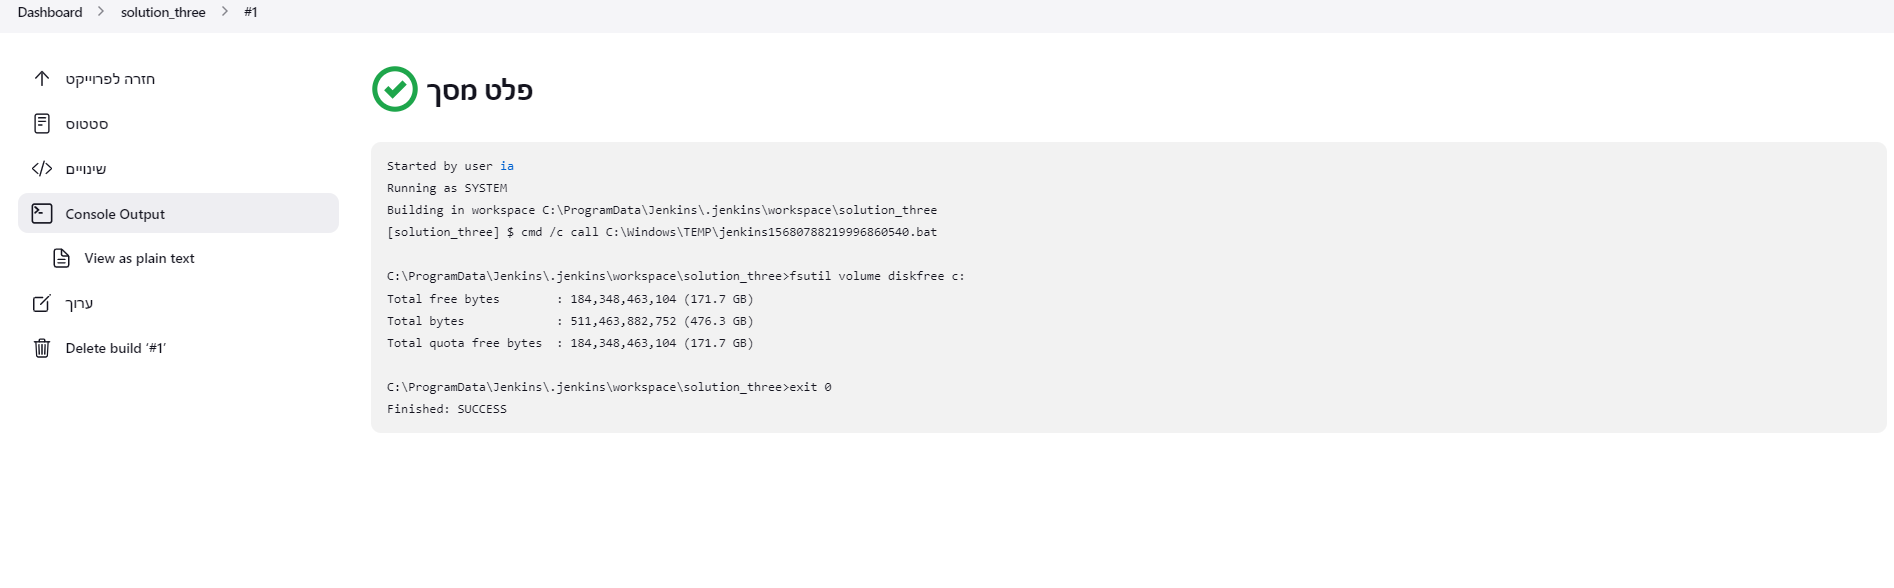 Dashboard > solution_three > #1
חזרה לפרוייקט
סטטוס
שינויים
Console Output
View as plain text
ערוך
Delete build ‘#1’
פלט מסך
Started by user ia
Running as SYSTEM
Building in workspace C:\ProgramData\Jenkins\.jenkins\workspace\solution_three
[solution_three] $ cmd /c call C:\Windows\TEMP\jenkins15680788219996860540.bat
C:\ProgramData\Jenkins\.jenkins\workspace\solution_three>fsutil volume diskfree c:
Total free bytes        : 184,348,463,104 (171.7 GB)
Total bytes             : 511,463,882,752 (476.3 GB)
Total quota free bytes  : 184,348,463,104 (171.7 GB)
C:\ProgramData\Jenkins\.jenkins\workspace\solution_three>exit 0
Finished: SUCCESS